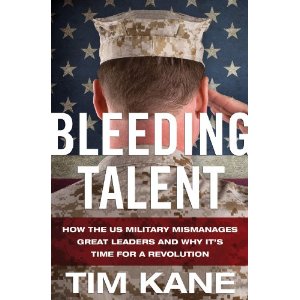 BLEEDING
TALENT
HOW THE US MILITARY MISMANAGES
GREAT LEADERS AND WHY IT'S
TIME FOR A REVOLUTION
TIM KANE